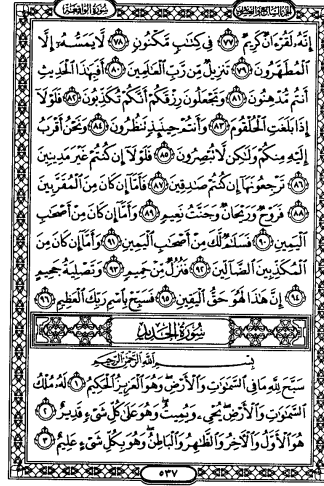 الجزء السابع والعشرون سورة الواقعة
إِنَّهُۥ لَقُرْءَانٌ كَرِيمٌ ﴿٧٧﴾ فِي كِتَٰبٍ مَّكْنُونٍ ﴿٧٨﴾ لَّا يَمَسُّهُۥٓ إِلَّا
ٱلْمُطَهَّرُونَ ﴿٧٩﴾ تَنزِيلٌ مِّن رَّبِّ ٱلْعَٰلَمِينَ ﴿٨٠﴾ أَفَبِهَٰذَا ٱلْحَدِيثِ
أَنتُم مُّدْهِنُونَ ﴿٨١﴾ وَتَجْعَلُونَ رِزْقَكُمْ أَنَّكُمْ تُكَذِّبُونَ ﴿٨٢﴾ فَلَوْلَآ
إِذَا بَلَغَتِ ٱلْحُلْقُومَ ﴿٨٣﴾ وَأَنتُمْ حِينَئِذٍ تَنظُرُونَ ﴿٨٤﴾ وَنَحْنُ أَقْرَبُ
إِلَيْهِ مِنكُمْ وَلَٰكِن لَّا تُبْصِرُونَ ﴿٨٥﴾ فَلَوْلَآ إِن كُنتُمْ غَيْرَ مَدِينِينَ
﴿٨٦﴾ تَرْجِعُونَهَآ إِن كُنتُمْ صَٰدِقِينَ ﴿٨٧﴾ فَأَمَّآ إِن كَانَ مِنَ ٱلْمُقَرَّبِينَ
﴿٨٨﴾ فَرَوْحٌ وَرَيْحَانٌ وَجَنَّتُ نَعِيمٍ ﴿٨٩﴾ وَأَمَّآ إِن كَانَ مِنْ أَصْحَٰبِ
ٱلْيَمِينِ ﴿٩٠﴾ فَسَلَٰمٌ لَّكَ مِنْ أَصْحَٰبِ ٱلْيَمِينِ ﴿٩١﴾ وَأَمَّآ إِن كَانَ مِنَ
ٱلْمُكَذِّبِينَ ٱلضَّآلِّينَ ﴿٩٢﴾ فَنُزُلٌ مِّنْ حَمِيمٍ ﴿٩٣﴾ وَتَصْلِيَةُ جَحِيمٍ
﴿٩٤﴾ إِنَّ هَٰذَا لَهُوَ حَقُّ ٱلْيَقِينِ ﴿٩٥﴾ فَسَبِّحْ بِٱسْمِ رَبِّكَ ٱلْعَظِيمِ ﴿٩٦﴾
سُورَةُ الحَدِيدِ
بِسْمِ ٱللَّهِ ٱلرَّحْمَٰنِ ٱلرَّحِيمِ
سَبَّحَ لِلَّهِ مَا فِي ٱلسَّمَٰوَٰتِ وَٱلْأَرْضِ وَهُوَ ٱلْعَزِيزُ ٱلْحَكِيمُ ﴿١﴾ لَهُۥ مُلْكُ
ٱلسَّمَٰوَٰتِ وَٱلْأَرْضِ يُحْيِۦ وَيُمِيتُ وَهُوَ عَلَىٰ كُلِّ شَيْءٍ قَدِيرٌ ﴿٢﴾
هُوَ ٱلْأَوَّلُ وَٱلْءَاخِرُ وَٱلظَّٰهِرُ وَٱلْبَاطِنُ وَهُوَ بِكُلِّ شَيْءٍ عَلِيمٌ ﴿٣﴾
٥٣٧